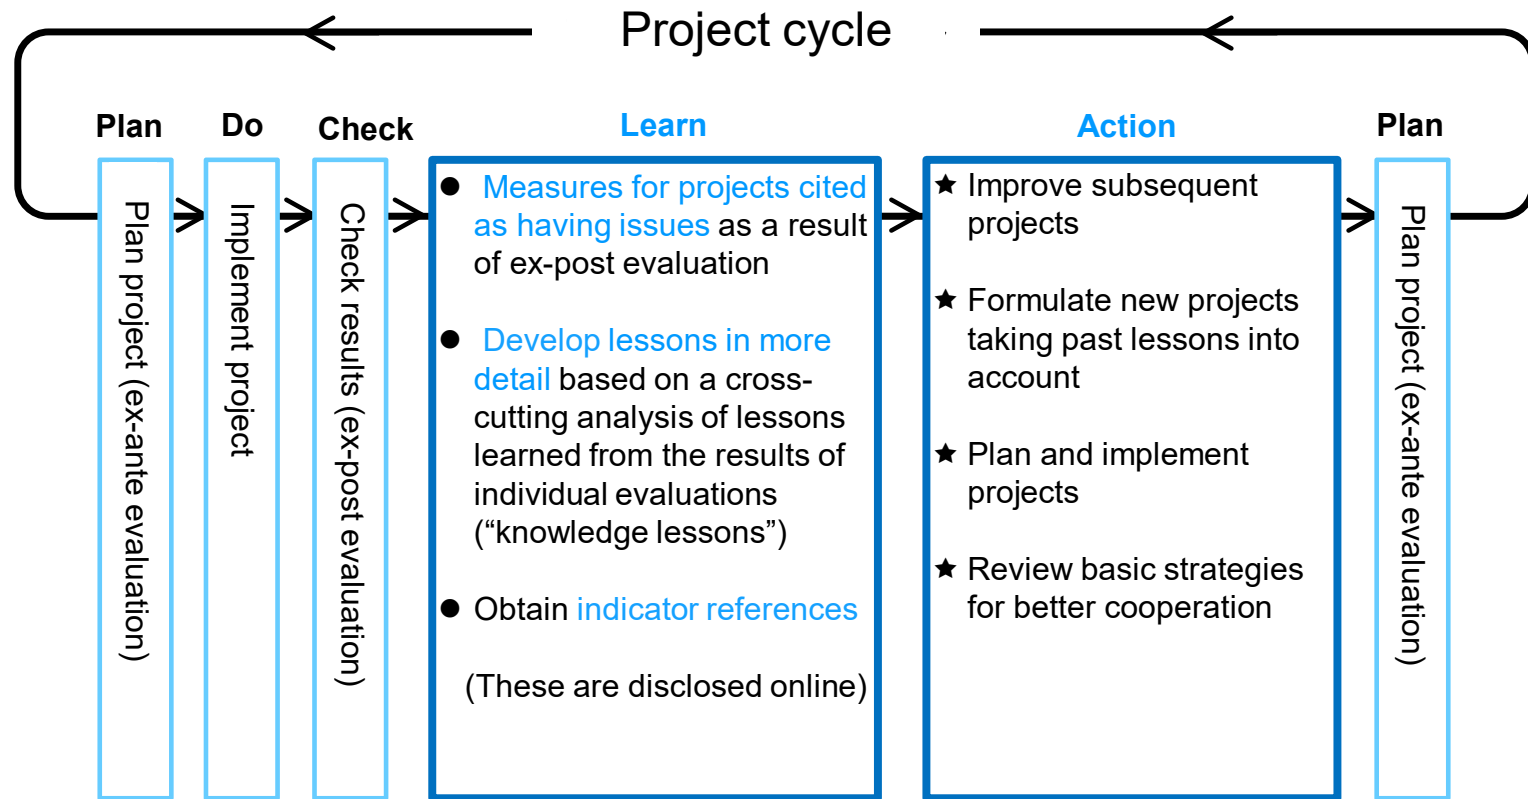 Project cycle
Plan
Do
Check
Learn
Action
Plan
Plan project (ex-ante evaluation)
Implement project
Check results (ex-post evaluation)
● Measures for projects cited
as having issues as a result
of ex-post evaluation
● Develop lessons in more
detail based on a cross-
cutting analysis of lessons
learned from the results of
individual evaluations
(“knowledge lessons”)
● Obtain indicator references
(These are disclosed online)
★ Improve subsequent
projects
★ Formulate new projects
taking past lessons into
account
★ Plan and implement
projects
★ Review basic strategies
for better cooperation
Plan project (ex-ante evaluation)